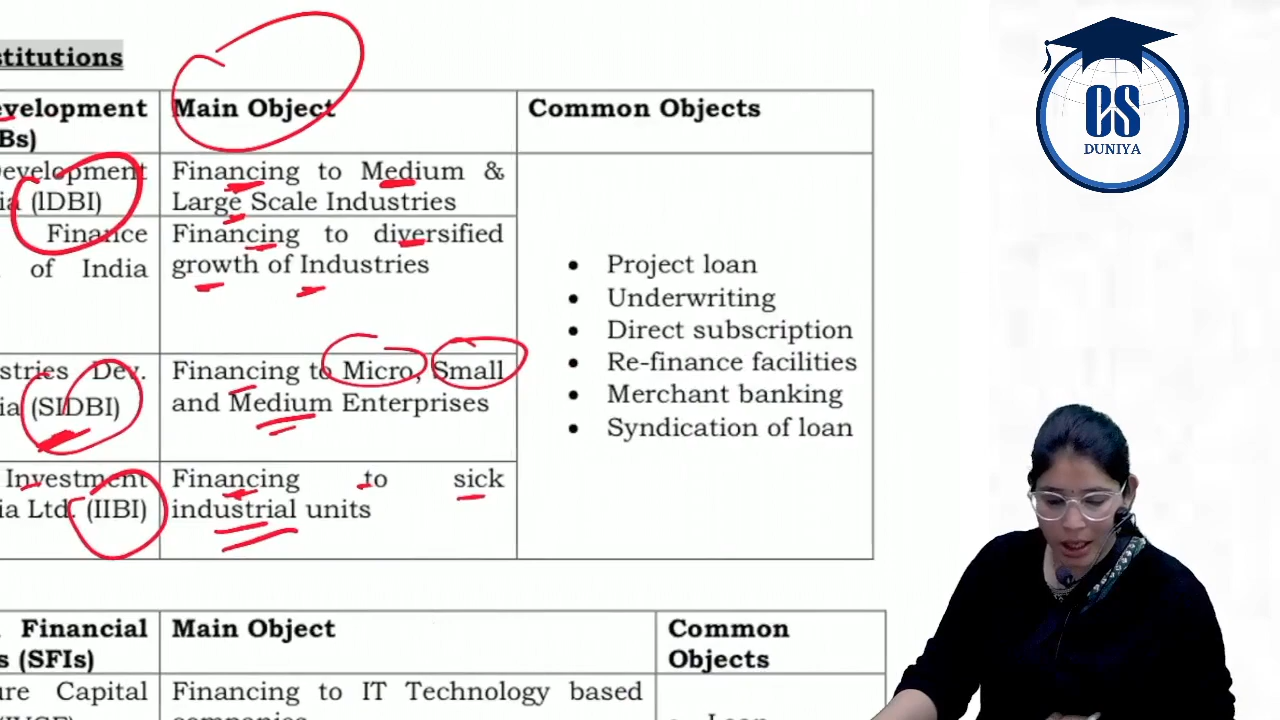 stitutions
evelopment
Bs)
Main Object
Common Objects
evelopment
ia (IDBI)
Financing to Medium &
Large Scale Industries
Finance
of India
Financing to diversified
growth of Industries
stries Dev.
ia (SIDBI)
Financing to Micro, Small
and Medium Enterprises
Investment
ia Ltd. (IIBI)
Financing to sick
industrial units
• Project loan
• Underwriting
• Direct subscription
• Re-finance facilities
• Merchant banking
• Syndication of loan
Financial
s (SFIs)
Main Object
Common
Objects
ure Capital
Financing to IT Technology based
companies
• Loan
CS
DUNIYA